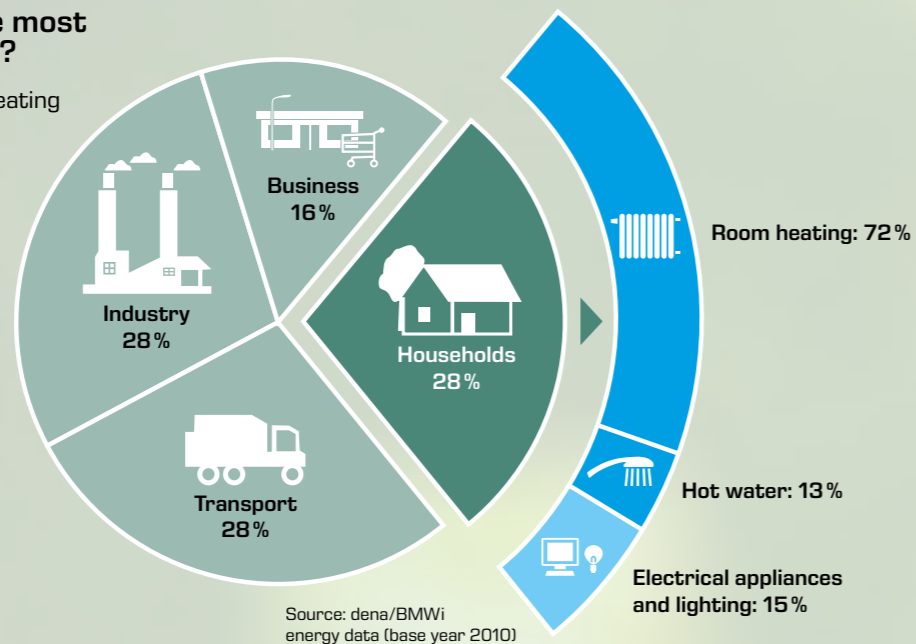 most
?
eating
Business
16%
Industry
28%
Households
28%
Transport
28%
Room heating: 72%
Hot water: 13%
Electrical appliances
and lighting: 15%
Source: dena/BMWi
energy data (base year 2010)